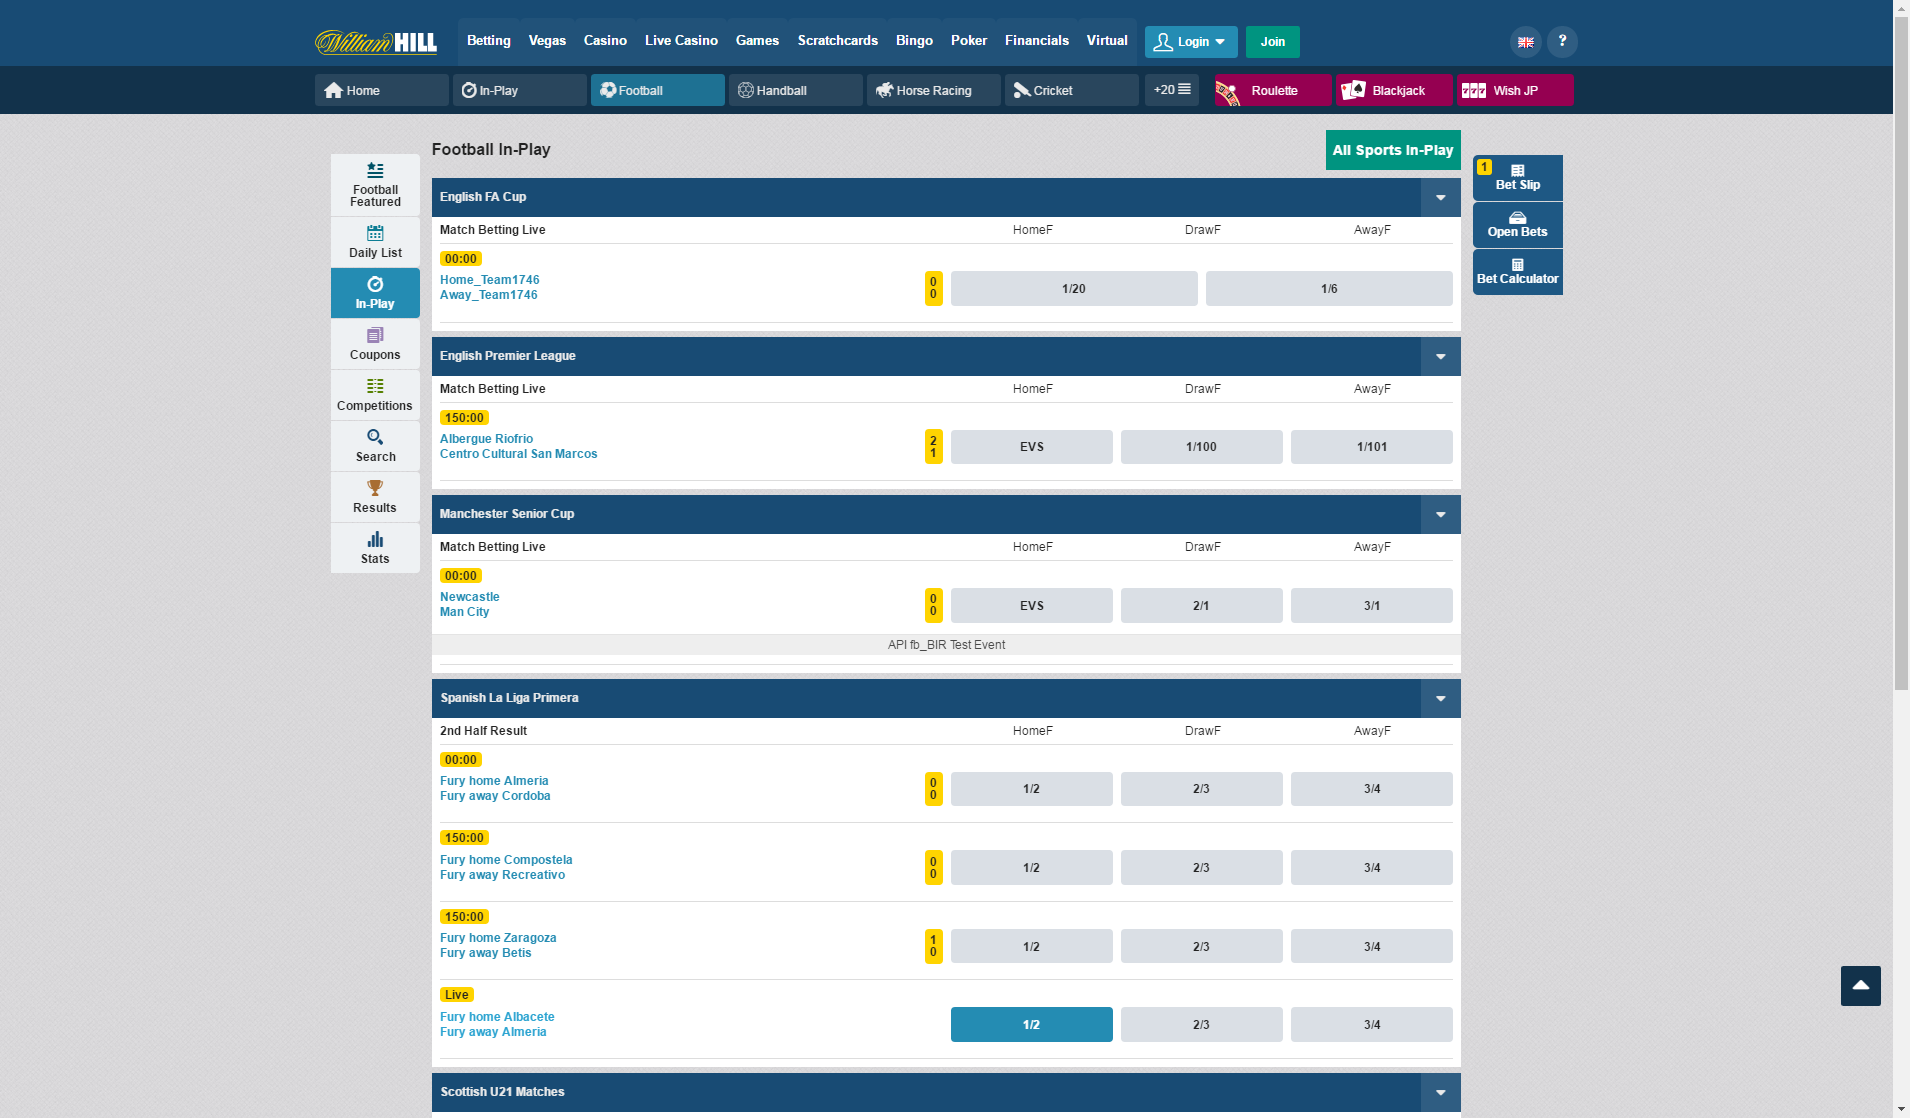 William HILL
Betting Vegas Casino Live Casino Games Scratchcards Bingo Poker Financials Virtual Login Join ?
Home In-Play Football Handball Horse Racing Cricket +20 Roulette Blackjack 777 Wish JP
Football In-Play
All Sports In-Play
Football
Featured
Daily List
In-Play
Coupons
Competitions
Search
Results
Stats
1
Bet Slip
Open Bets
Bet Calculator
English FA Cup
Match Betting Live HomeF DrawF AwayF
00:00
Home_Team1746 0
Away_Team1746 0
1/20 1/6
English Premier League
Match Betting Live HomeF DrawF AwayF
150:00
Albergue Riofrio 2
Centro Cultural San Marcos 1
EVS 1/100 1/101
Manchester Senior Cup
Match Betting Live HomeF DrawF AwayF
00:00
Newcastle 0
Man City 0
EVS 2/1 3/1
API fb_BIR Test Event
Spanish La Liga Primera
2nd Half Result HomeF DrawF AwayF
00:00
Fury home Almeria 0
Fury away Cordoba 0
1/2 2/3 3/4
150:00
Fury home Compostela 0
Fury away Recreativo 0
1/2 2/3 3/4
150:00
Fury home Zaragoza 1
Fury away Betis 0
1/2 2/3 3/4
Live
Fury home Albacete
Fury away Almeria
1/2 2/3 3/4
Scottish U21 Matches